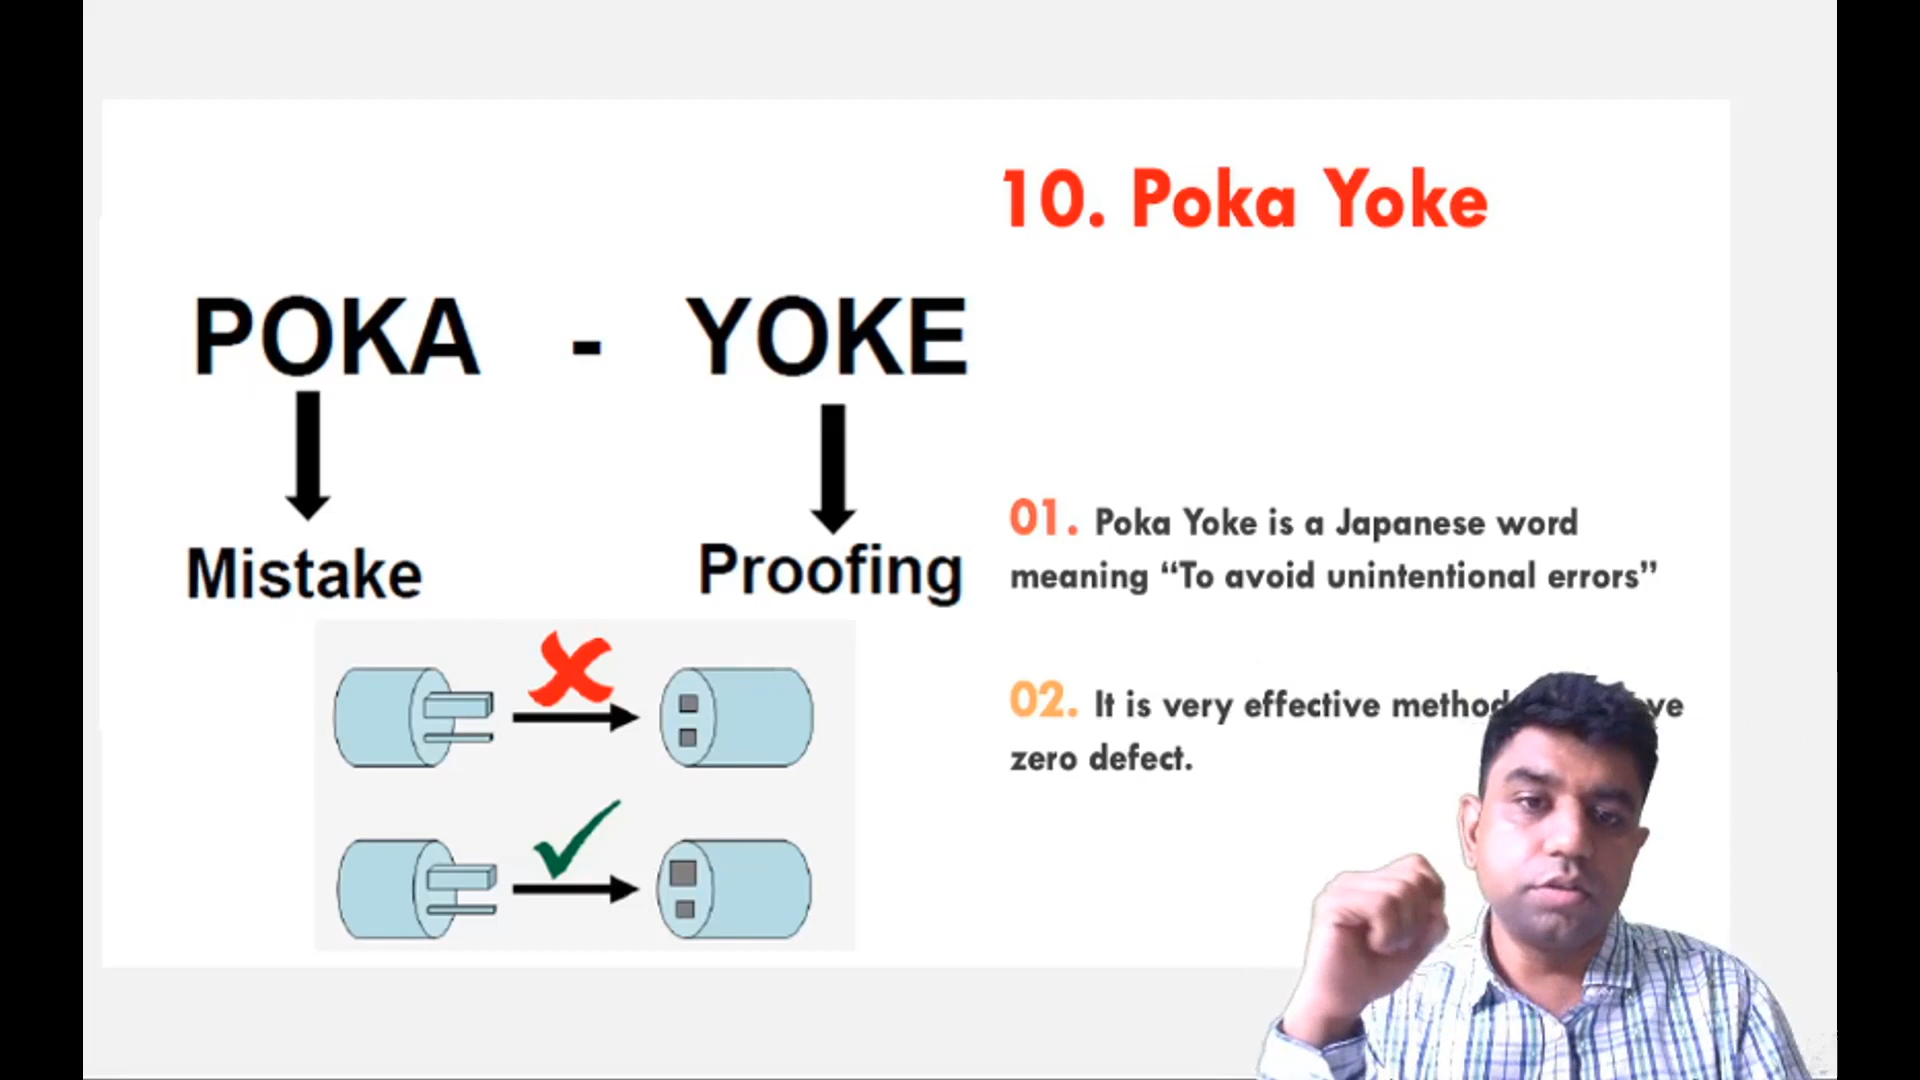 10. Poka Yoke
POKA - YOKE
Mistake
Proofing
01. Poka Yoke is a Japanese word
meaning “To avoid unintentional errors”
02. It is very effective method
zero defect.